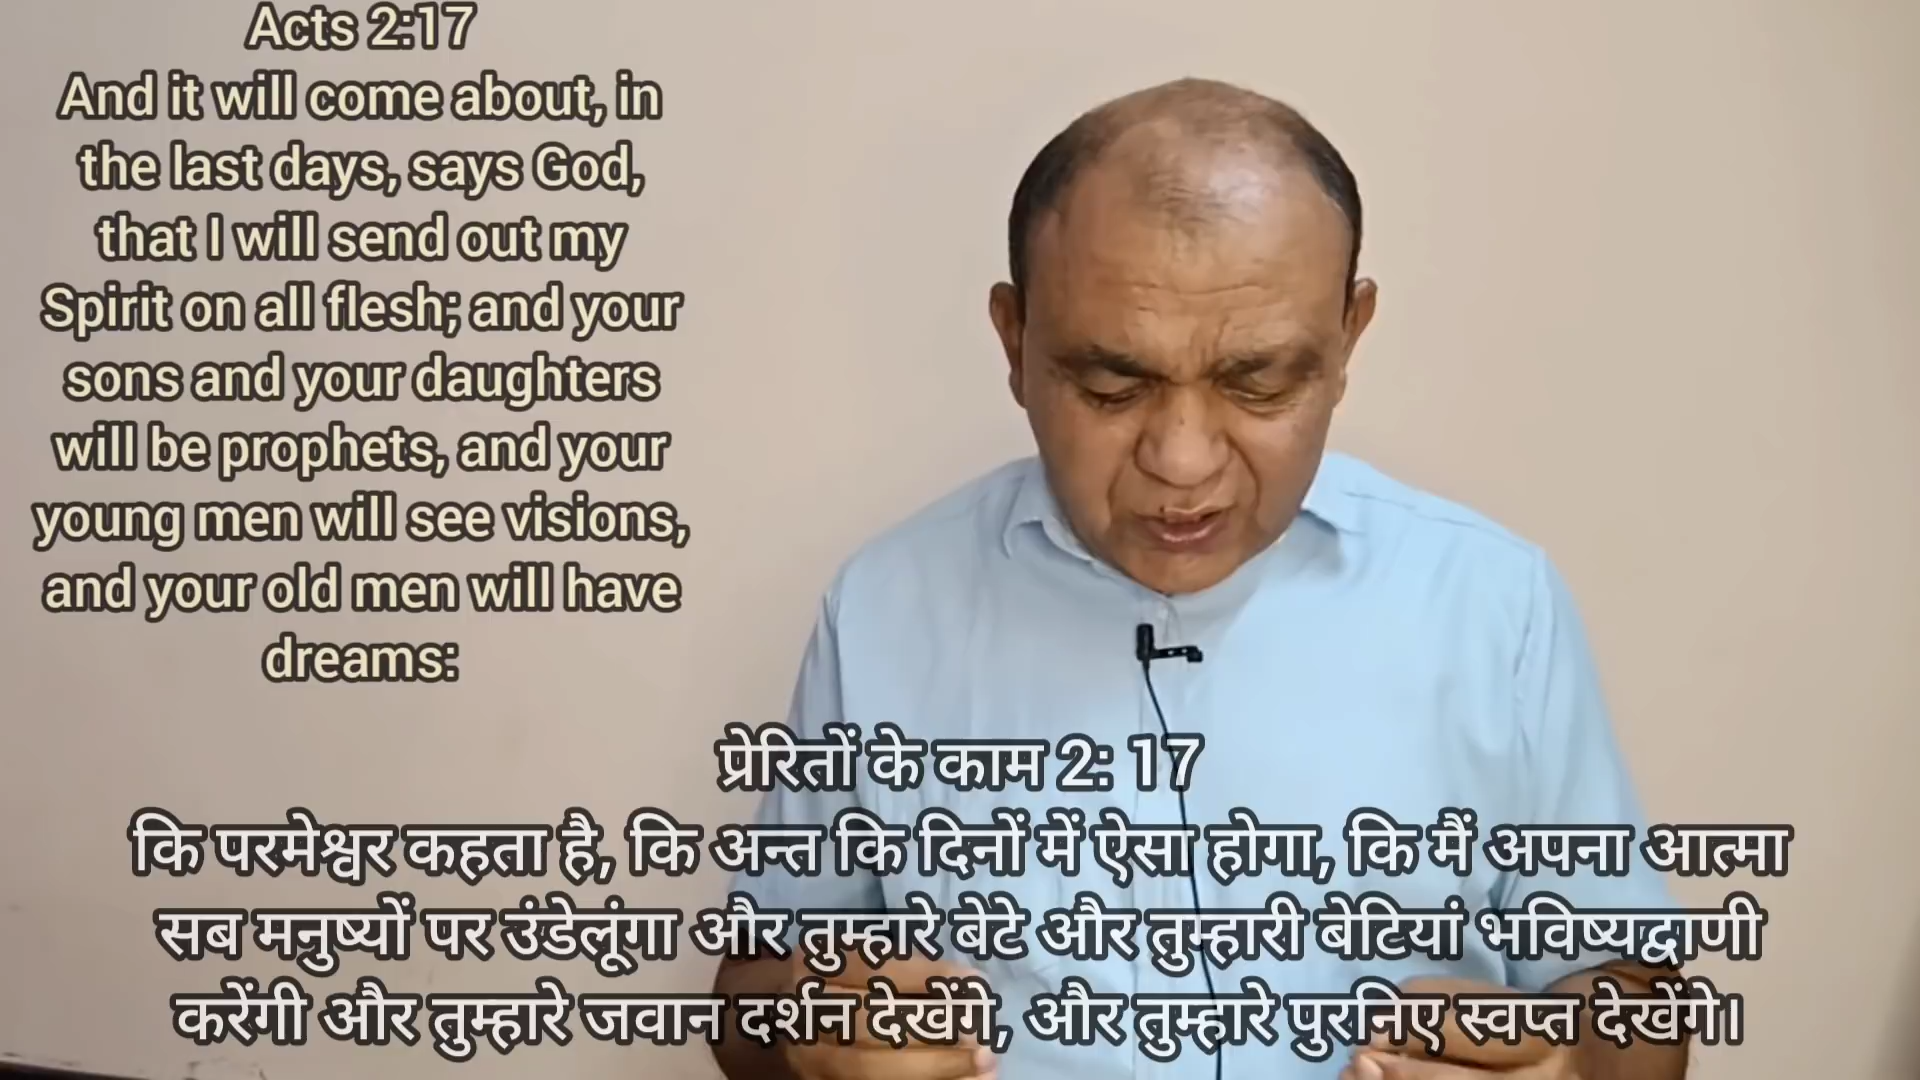 Acts 2:17
And it will come about, in
the last days, says God,
that I will send out my
Spirit on all flesh; and your
sons and your daughters
will be prophets, and your
young men will see visions,
and your old men will have
dreams:
प्रेरितों के काम 2: 17
कि परमेश्वर कहता है, कि अन्त कि दिनों में ऐसा होगा, कि मैं अपना आत्मा
सब मनुष्यों पर उंडेलूंगा और तुम्हारे बेटे और तुम्हारी बेटियां भविष्यद्वाणी
करेंगी और तुम्हारे जवान दर्शन देखेंगे, और तुम्हारे पुरनिए स्वप्त देखेंगे।